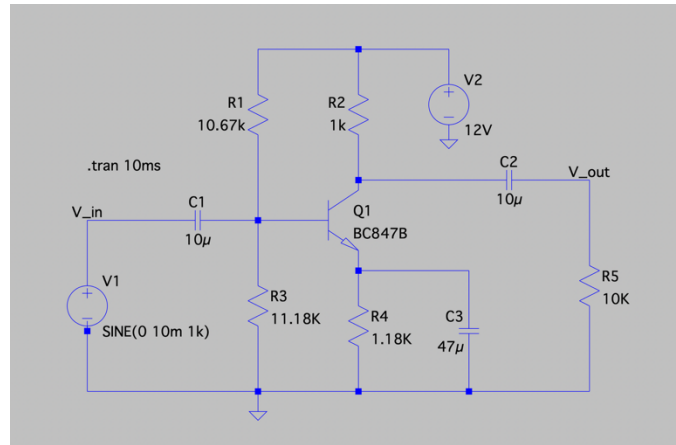 V2
R1
R2
10.67k
1k
12V
.tran 10ms
C2
V_out
V_in
C1
10µ
Q1
10µ
BC847B
V1
R5
R3
10K
R4
C3
11.18K
SINE(0 10m 1k)
1.18K
47µ